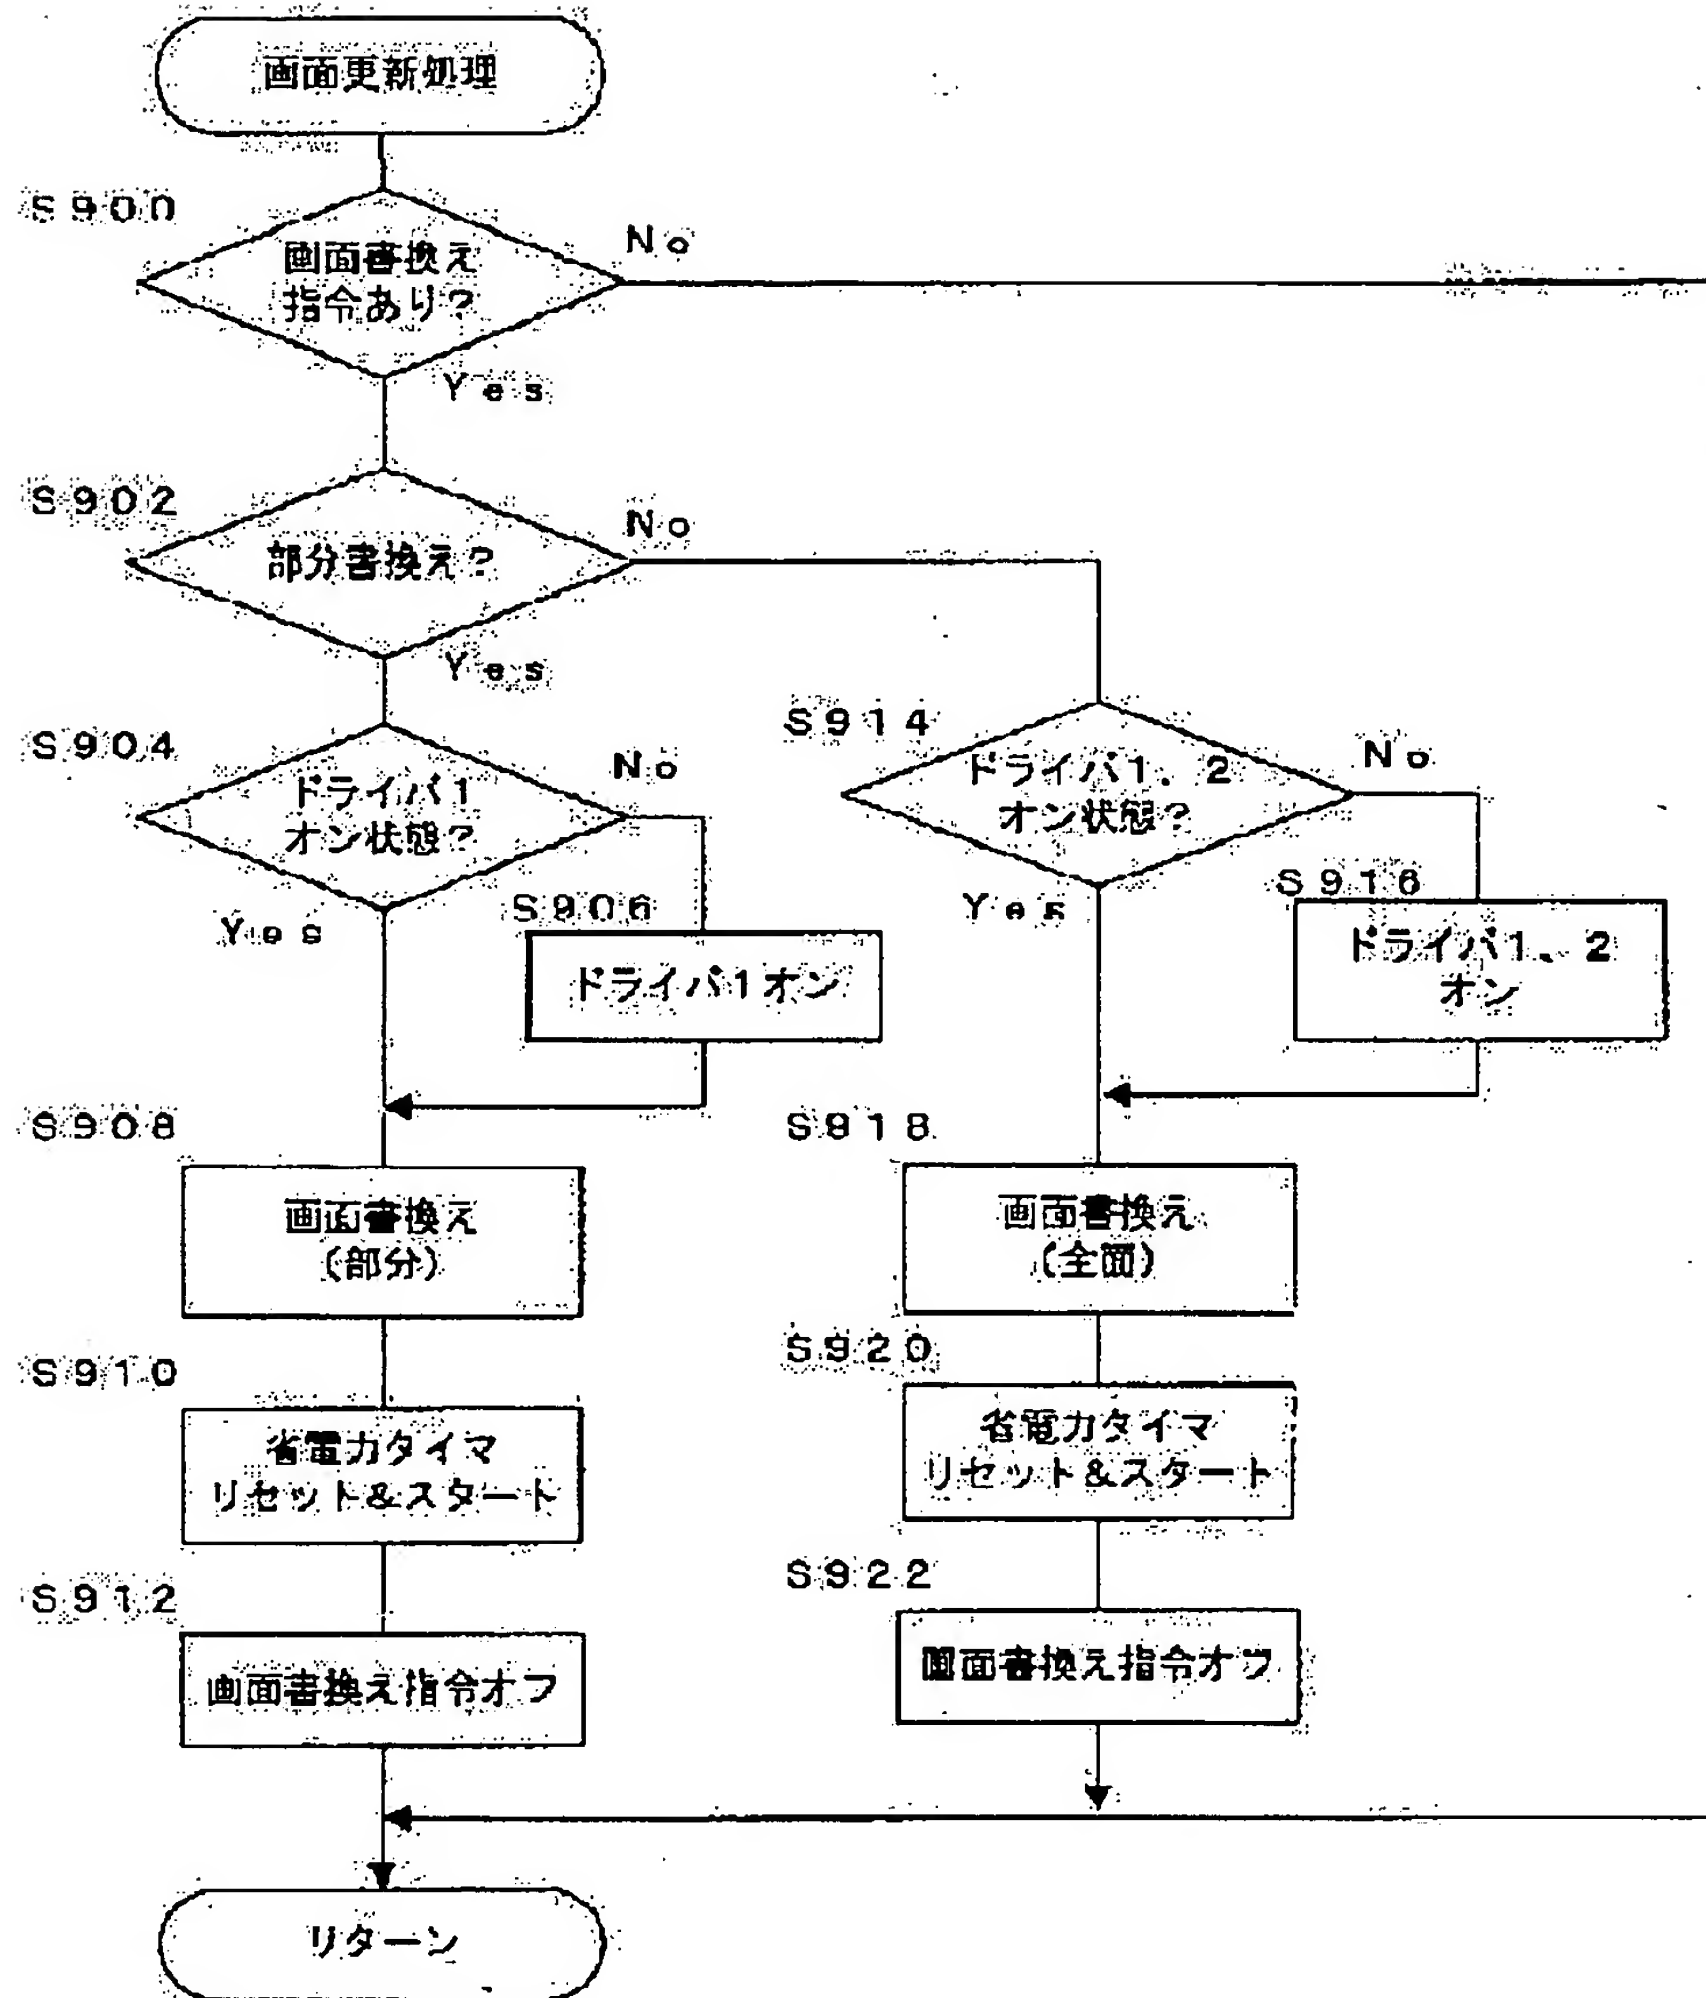 画面更新処理
S900
画面書換え
指令あり?
No
Yes
S902
部分書換え?
No
Yes
S904
ドライバ1
オン状態?
No
Yes
S906
ドライバ1オン
S908
画面書換え
(部分)
S910
省電力タイマ
リセット&スタート
S912
画面書換え指令オフ
S914
ドライバ1、2
オン状態?
No
Yes
S916
ドライバ1、2
オン
S918
画面書換え
(全面)
S920
省電力タイマ
リセット&スタート
S922
画面書換え指令オフ
リターン